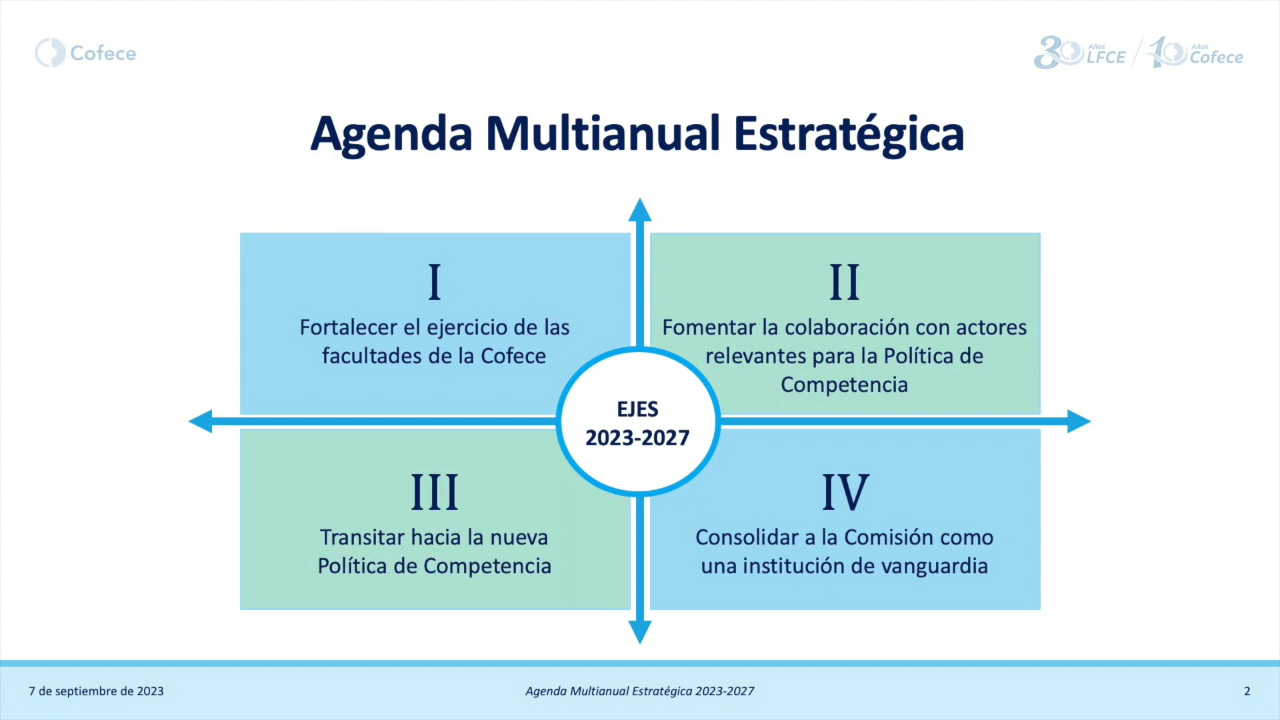 Cofece
30 Años LFCE / 10 Años Cofece
Agenda Multianual Estratégica
I
Fortalecer el ejercicio de las
facultades de la Cofece
II
Fomentar la colaboración con actores
relevantes para la Política de
Competencia
EJES
2023-2027
III
Transitar hacia la nueva
Política de Competencia
IV
Consolidar a la Comisión como
una institución de vanguardia
7 de septiembre de 2023
Agenda Multianual Estratégica 2023-2027
2